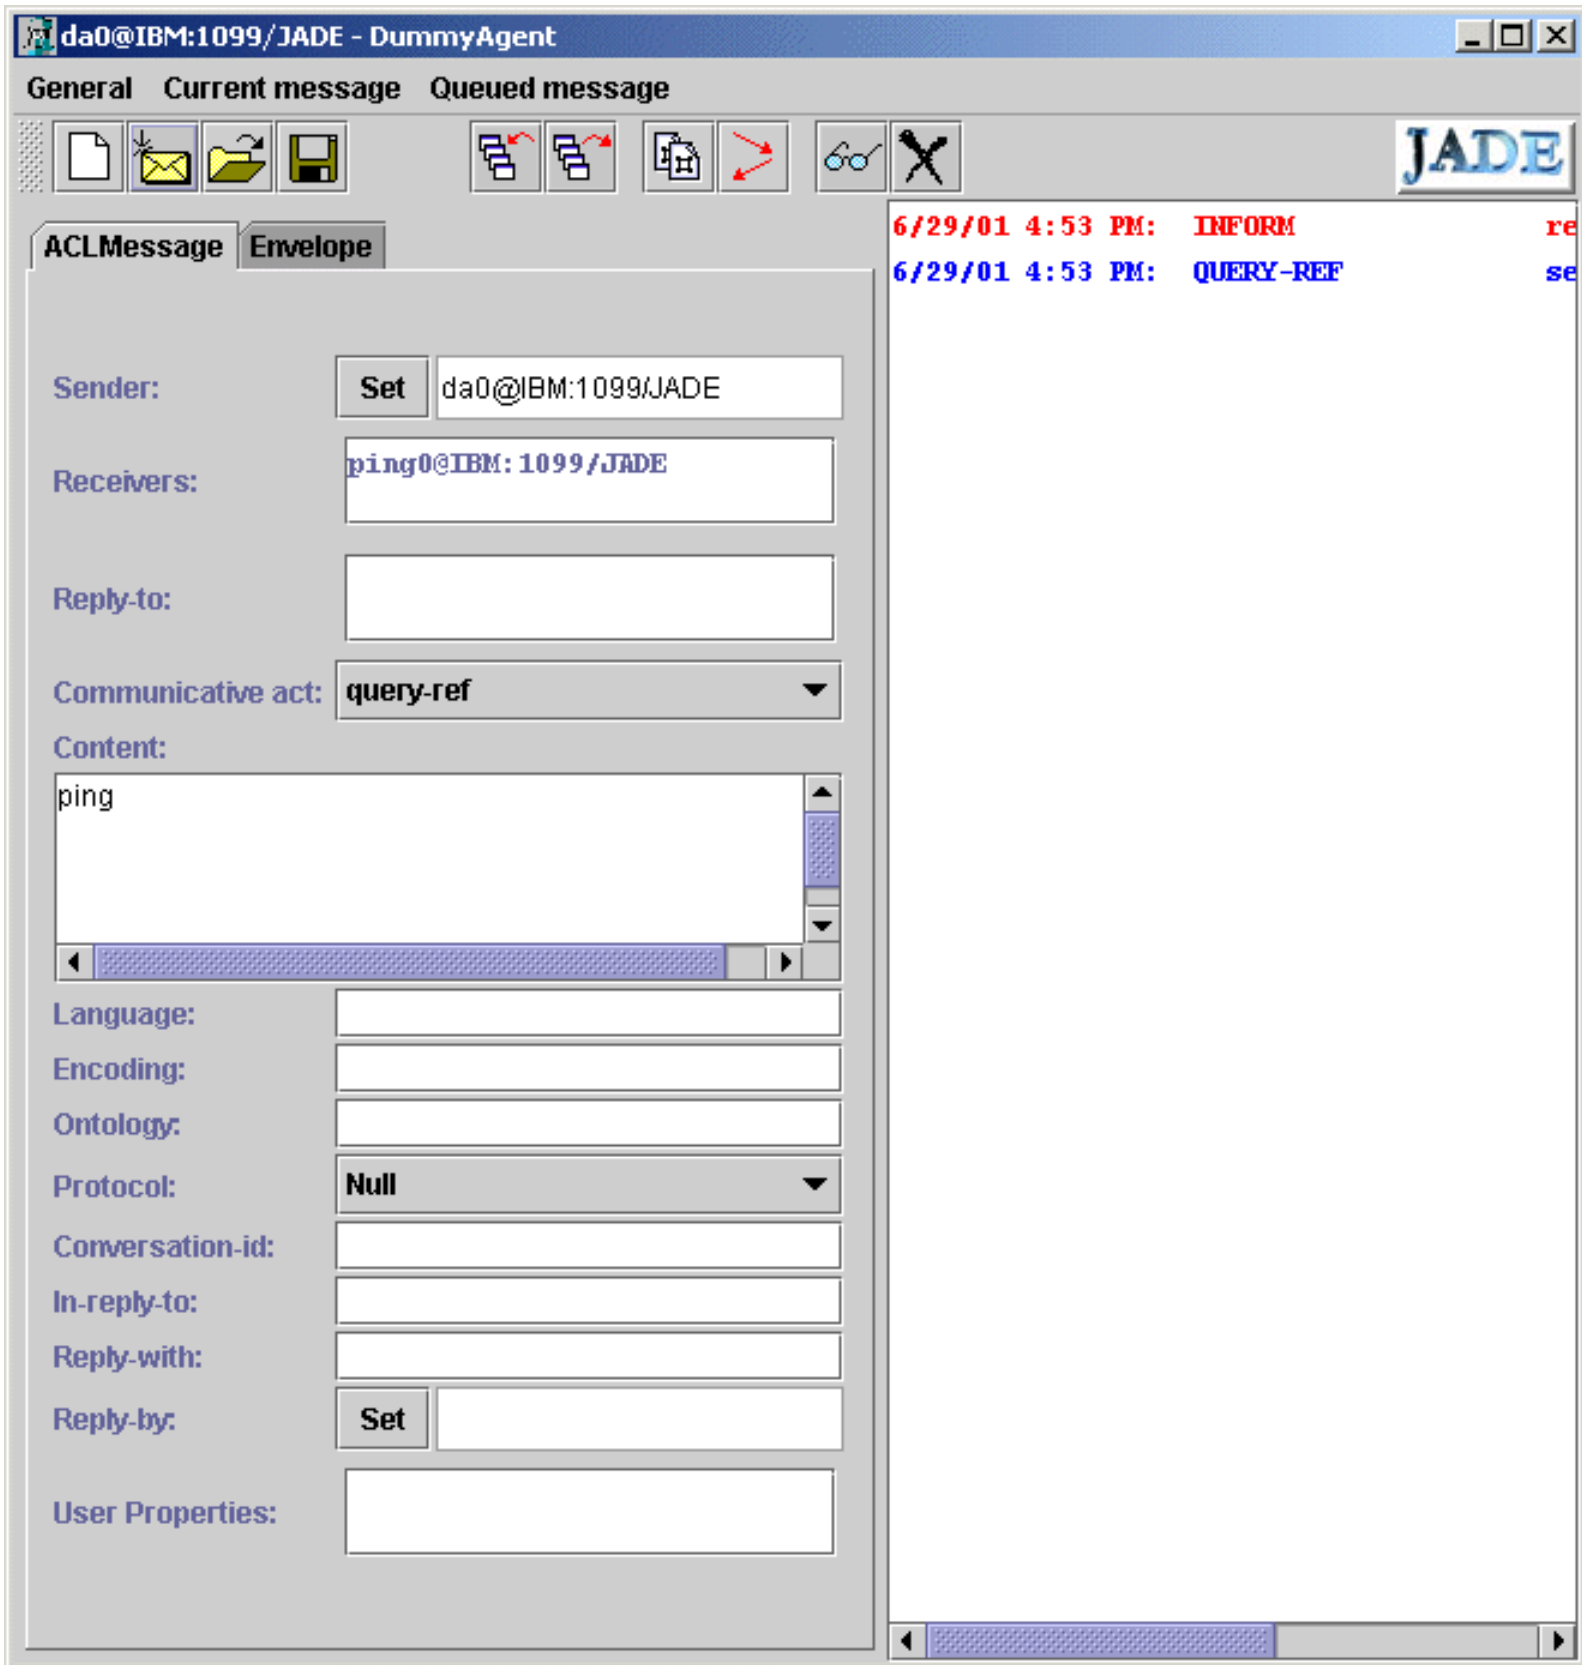 da0@IBM:1099/JADE - DummyAgent
General Current message Queued message
JADE
ACLMessage Envelope
Sender: Set da0@IBM:1099/JADE
Receivers: ping0@IBM:1099/JADE
Reply-to:
Communicative act: query-ref
Content:
ping
Language:
Encoding:
Ontology:
Protocol: Null
Conversation-id:
In-reply-to:
Reply-with:
Reply-by: Set
User Properties:
6/29/01 4:53 PM: INFORM re
6/29/01 4:53 PM: QUERY-REF se